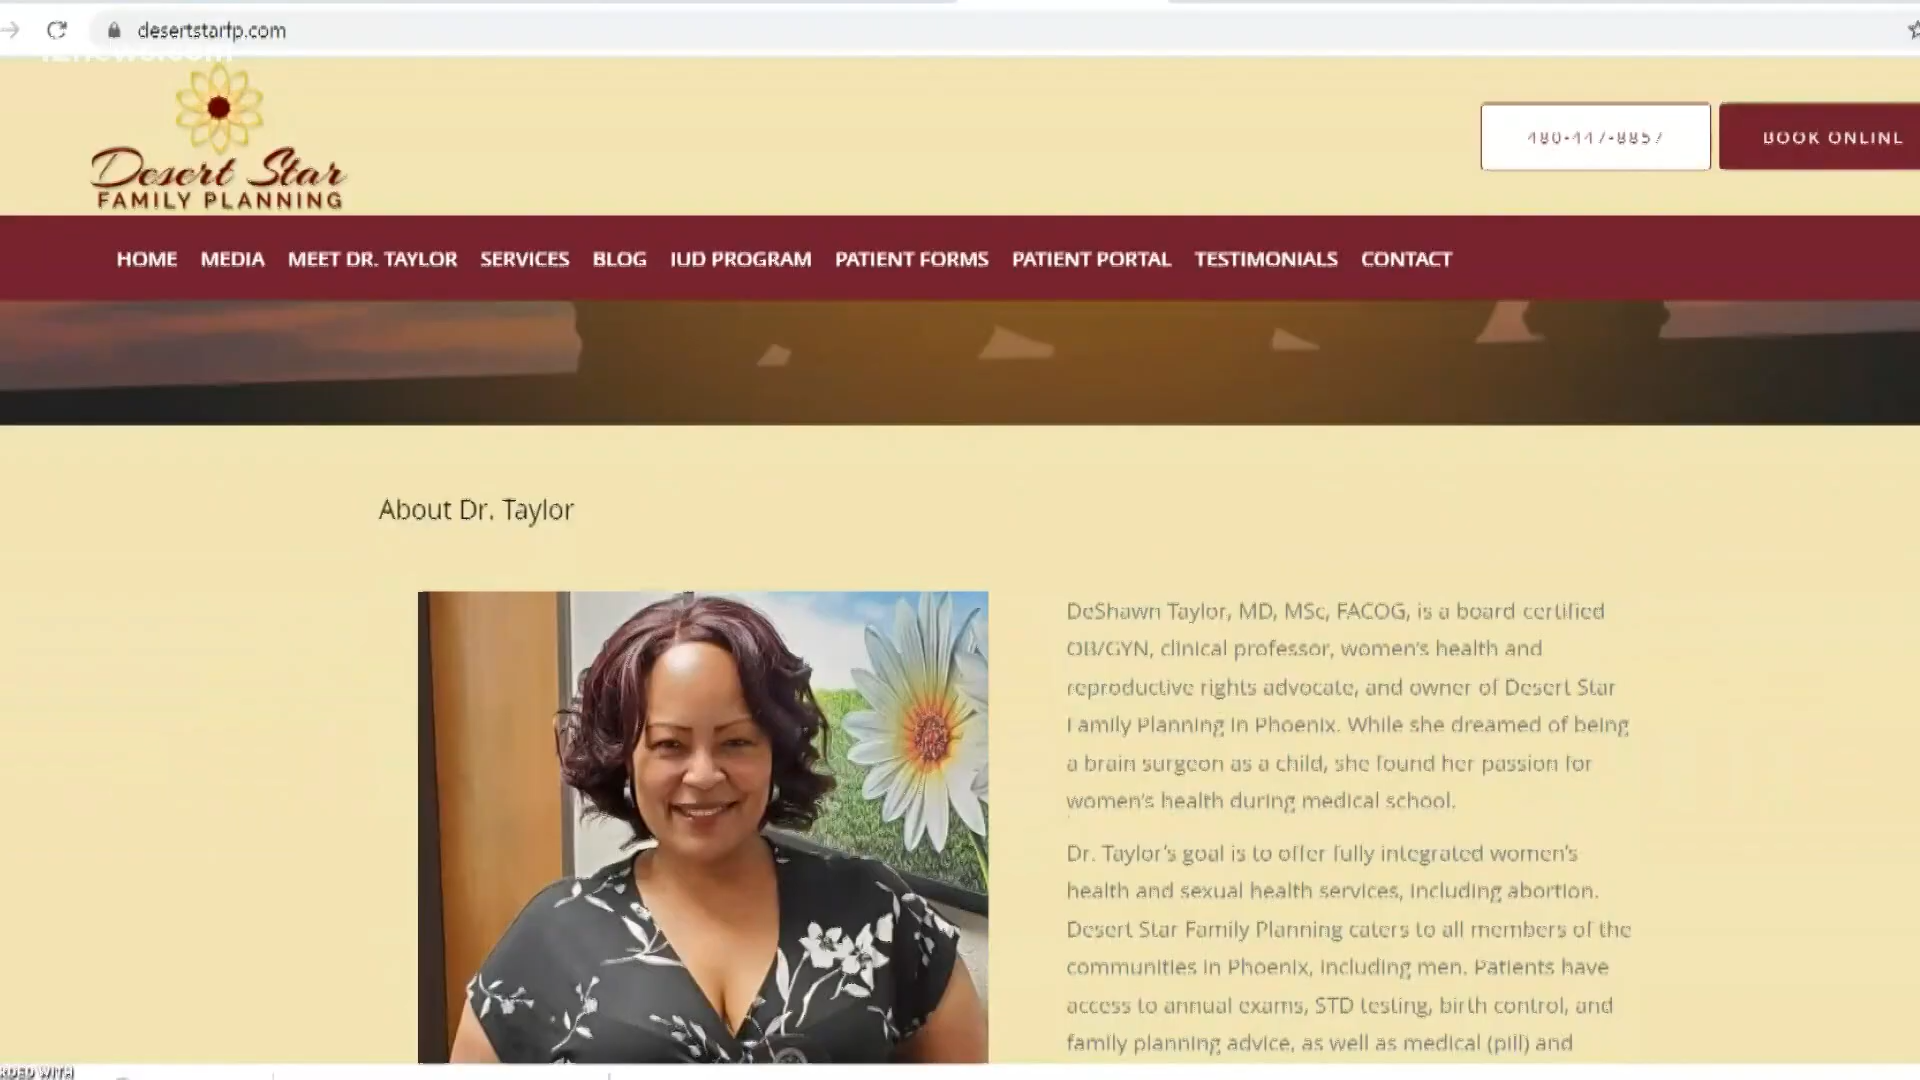 desertstarfp.com
12news.com
Desert Star
FAMILY PLANNING
480-447-8857
BOOK ONLINE
HOME MEDIA MEET DR. TAYLOR SERVICES BLOG IUD PROGRAM PATIENT FORMS PATIENT PORTAL TESTIMONIALS CONTACT
About Dr. Taylor
DeShawn Taylor, MD, MSc, FACOG, is a board certified
OB/GYN, clinical professor, women's health and
reproductive rights advocate, and owner of Desert Star
Family Planning in Phoenix. While she dreamed of being
a brain surgeon as a child, she found her passion for
women's health during medical school.
Dr. Taylor's goal is to offer fully integrated women's
health and sexual health services, including abortion.
Desert Star Family Planning caters to all members of the
communities in Phoenix, including men. Patients have
access to annual exams, STD testing, birth control, and
family planning advice, as well as medical (pill) and
RDED WITH